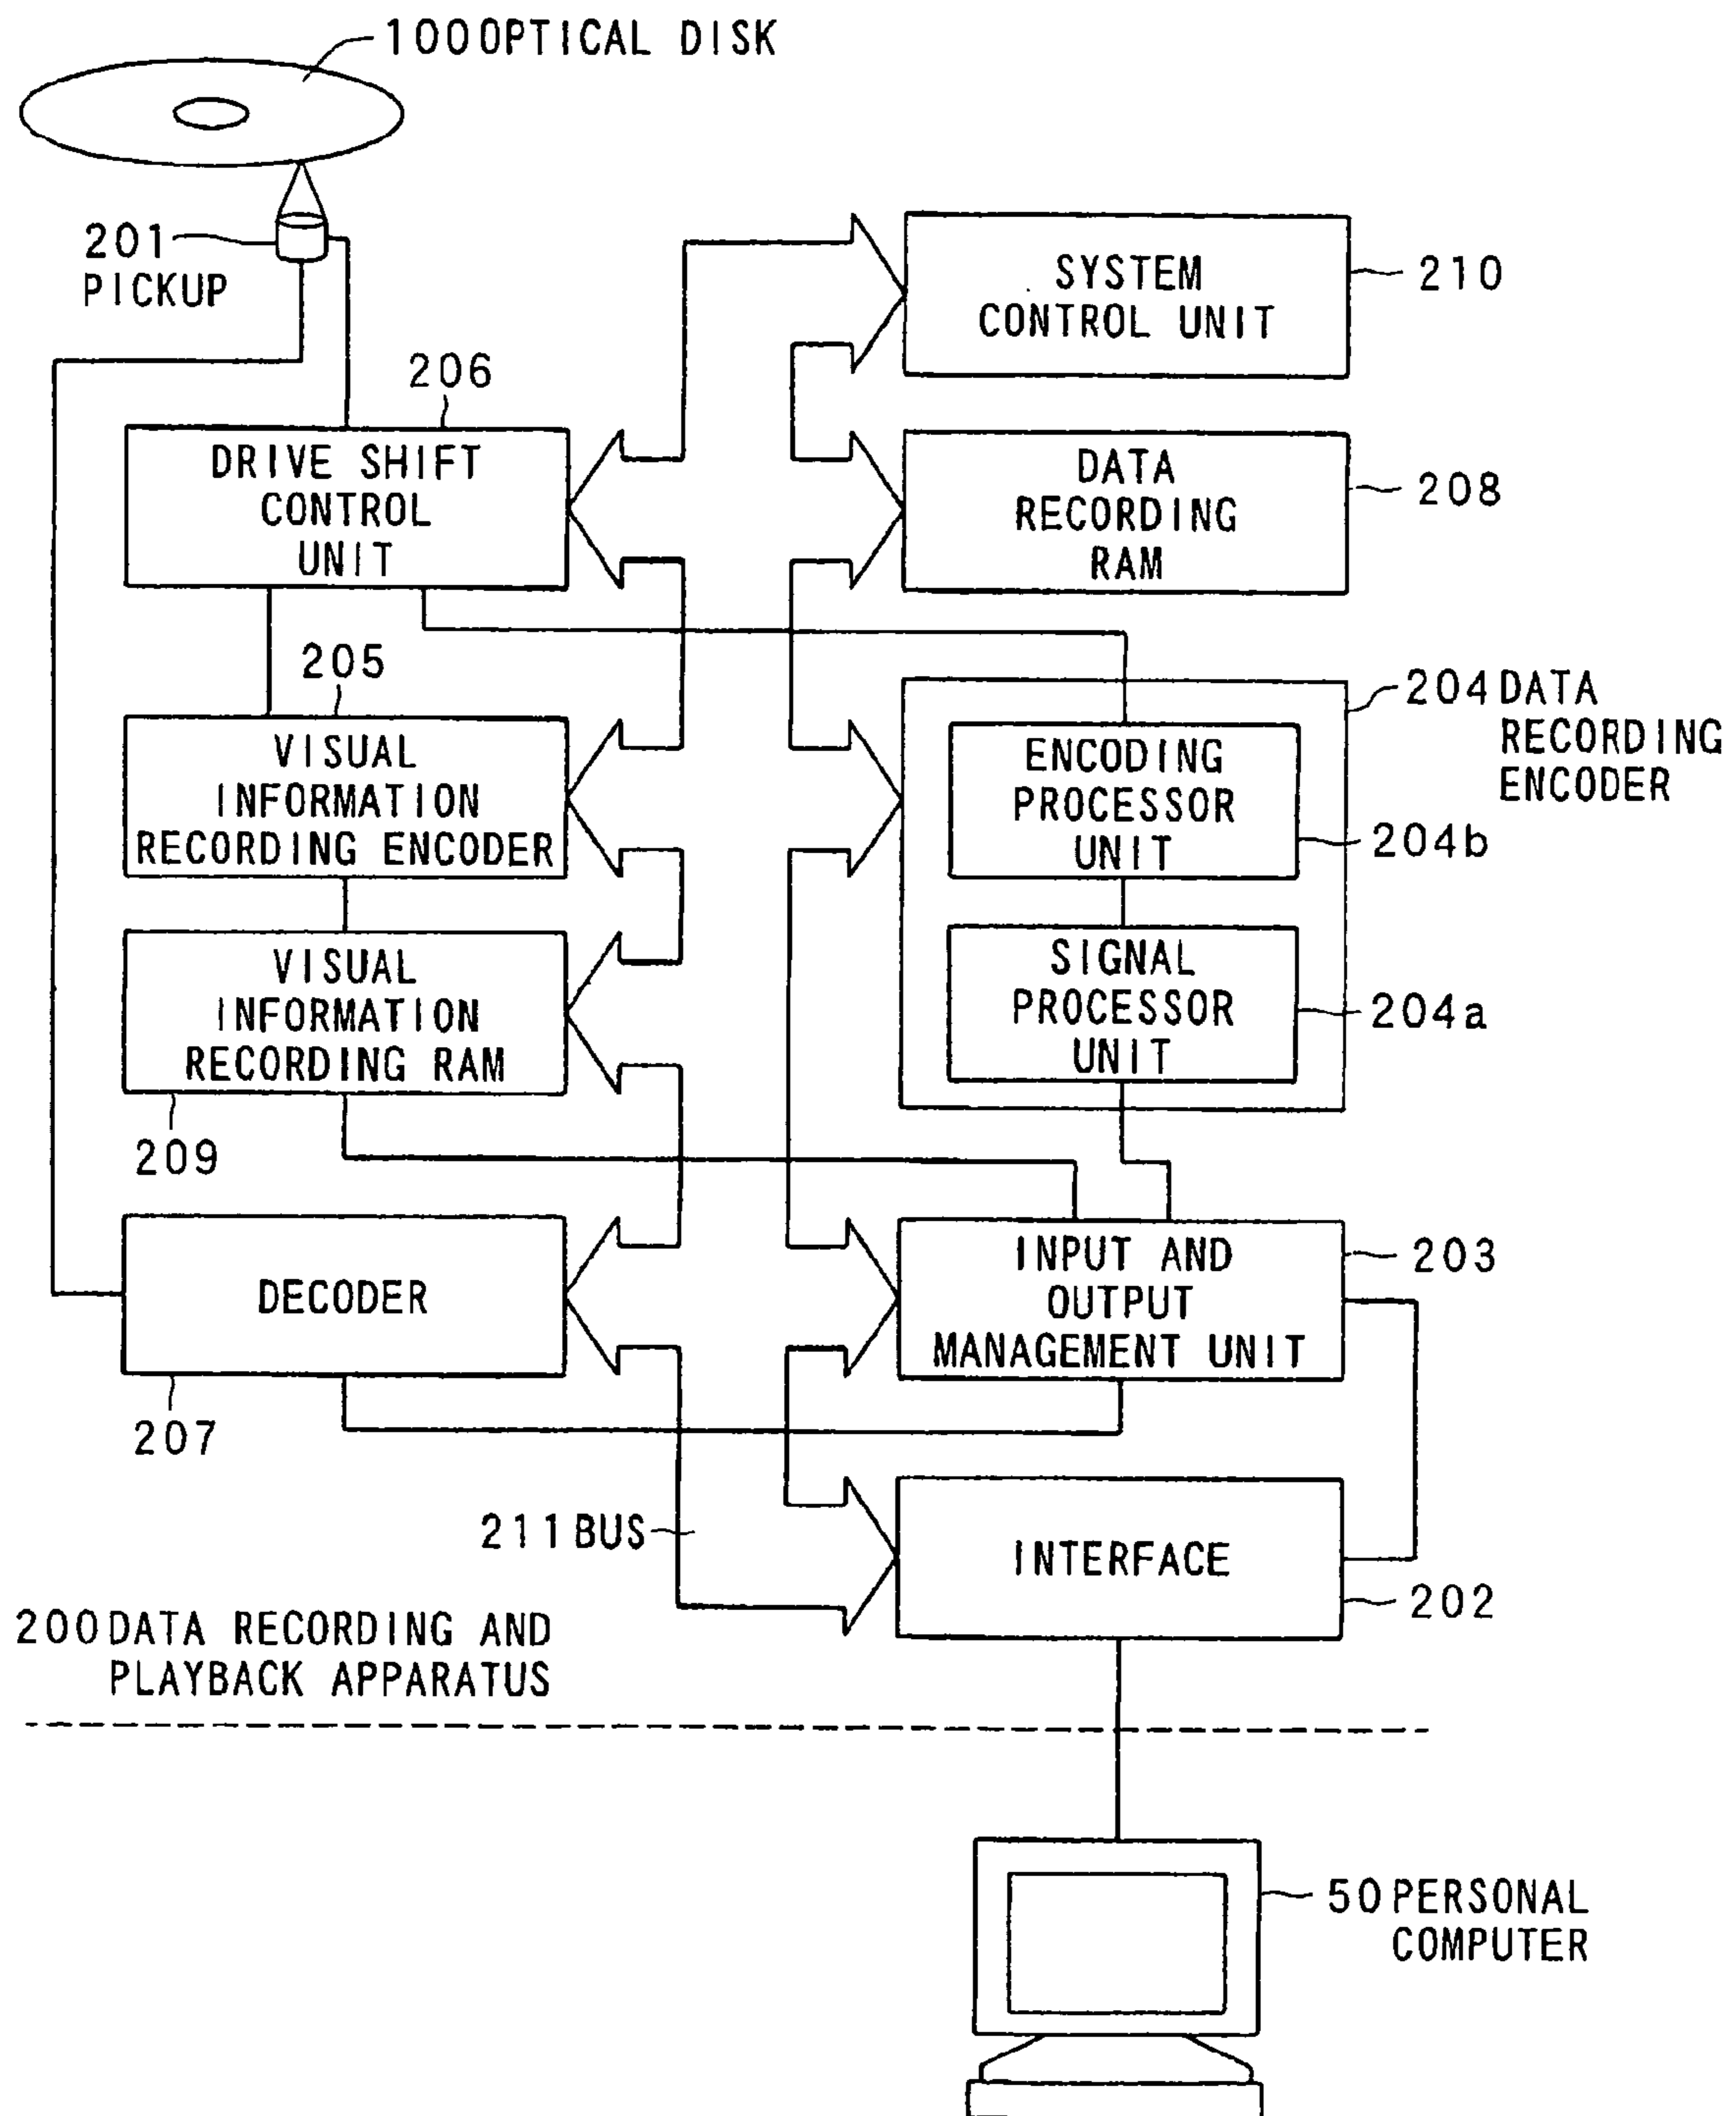 100 OPTICAL DISK
201
PICKUP
SYSTEM
CONTROL UNIT
210
206
DRIVE SHIFT
CONTROL
UNIT
DATA
RECORDING
RAM
208
205
VISUAL
INFORMATION
RECORDING ENCODER
204 DATA
RECORDING
ENCODER
ENCODING
PROCESSOR
UNIT
204b
VISUAL
INFORMATION
RECORDING RAM
209
SIGNAL
PROCESSOR
UNIT
204a
DECODER
207
INPUT AND
OUTPUT
MANAGEMENT UNIT
203
211 BUS
INTERFACE
202
200 DATA RECORDING AND
PLAYBACK APPARATUS
50 PERSONAL
COMPUTER